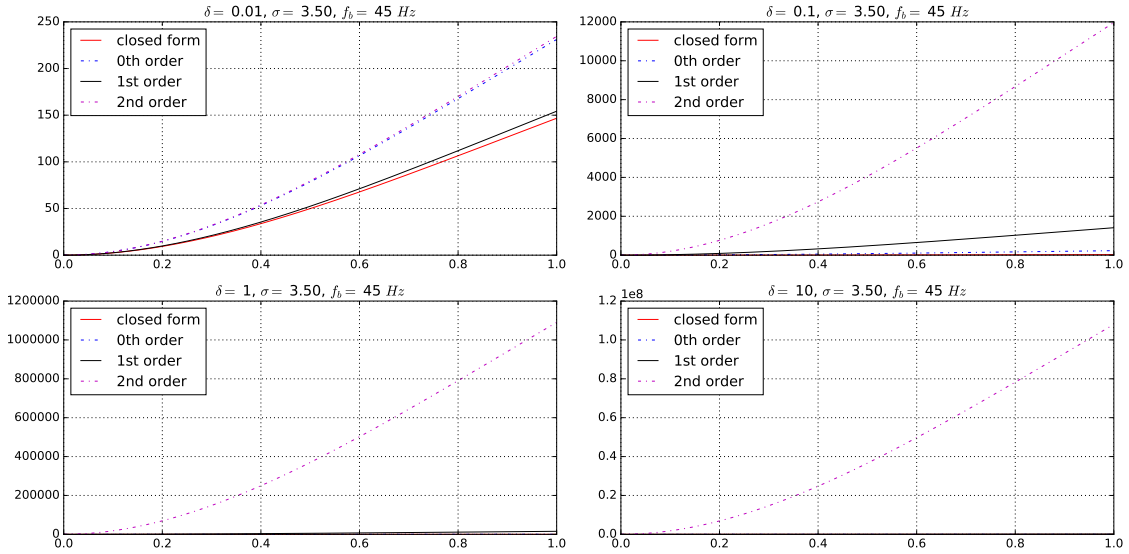 δ = 0.01, σ = 3.50, f_b = 45 Hz
250
200
150
100
50
0
0.0 0.2 0.4 0.6 0.8 1.0
closed form
0th order
1st order
2nd order
δ = 0.1, σ = 3.50, f_b = 45 Hz
12000
10000
8000
6000
4000
2000
0
0.0 0.2 0.4 0.6 0.8 1.0
closed form
0th order
1st order
2nd order
δ = 1, σ = 3.50, f_b = 45 Hz
1200000
1000000
800000
600000
400000
200000
0
0.0 0.2 0.4 0.6 0.8 1.0
closed form
0th order
1st order
2nd order
δ = 10, σ = 3.50, f_b = 45 Hz
1e8
1.2
1.0
0.8
0.6
0.4
0.2
0.0
0.0 0.2 0.4 0.6 0.8 1.0
closed form
0th order
1st order
2nd order